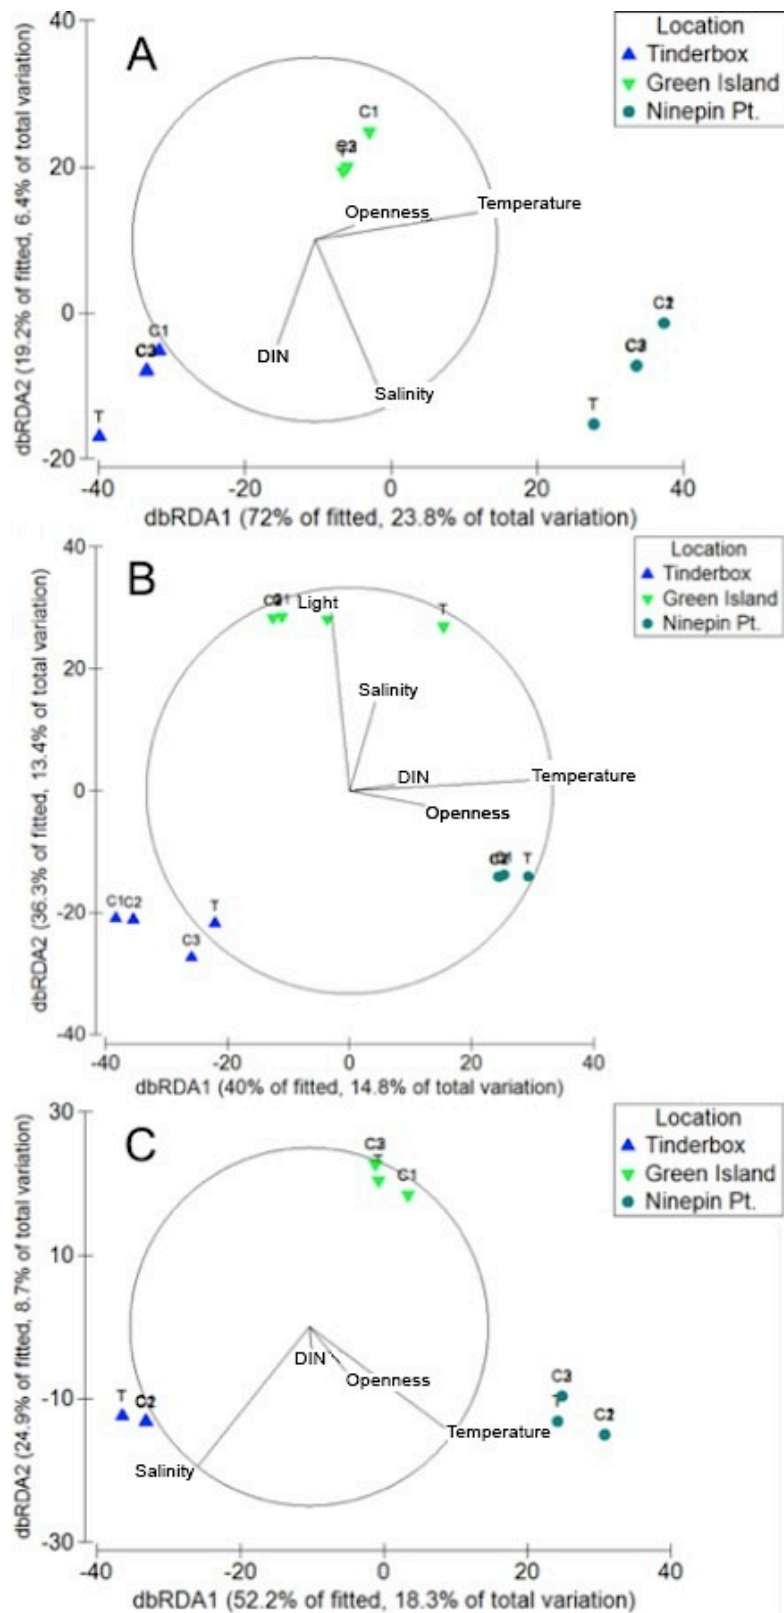 A
Location
Tinderbox
Green Island
Ninepin Pt.
40
20
0
-20
dbRDA2 (19.2% of fitted, 6.4% of total variation)
C1
Openness
Temperature
DIN
Salinity
C1
T
T
-40
-20
0
20
40
dbRDA1 (72% of fitted, 23.8% of total variation)
B
Location
Tinderbox
Green Island
Ninepin Pt.
40
20
0
-20
-40
dbRDA2 (36.3% of fitted, 13.4% of total variation)
Light
T
Salinity
DIN
Temperature
Openness
T
C1 C2
T
C3
-40
-20
0
20
40
dbRDA1 (40% of fitted, 14.8% of total variation)
C
Location
Tinderbox
Green Island
Ninepin Pt.
30
10
-10
-30
dbRDA2 (24.9% of fitted, 8.7% of total variation)
C1
DIN
Openness
Temperature
Salinity
T
T
-40
-20
0
20
40
dbRDA1 (52.2% of fitted, 18.3% of total variation)